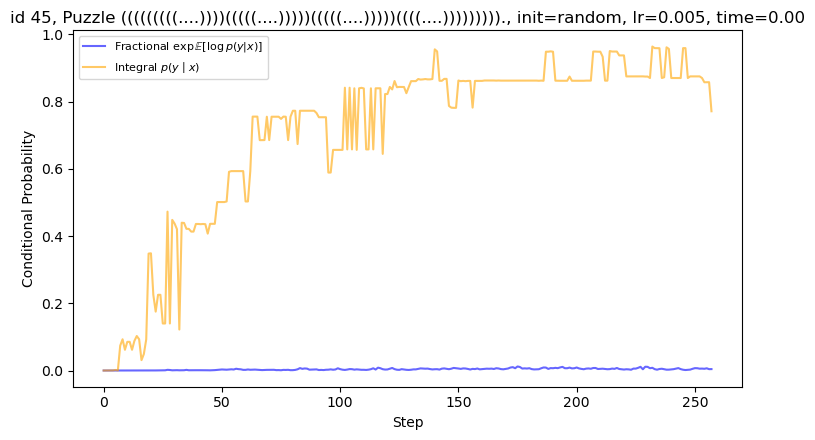 id 45, Puzzle (((((((((....))))(((((....)))))(((((....)))))((((....)))))))))., init=random, lr=0.005, time=0.00
Fractional exp𝔼[log p(y|x)]
Integral p(y | x)
Conditional Probability
1.0
0.8
0.6
0.4
0.2
0.0
0
50
100
150
200
250
Step